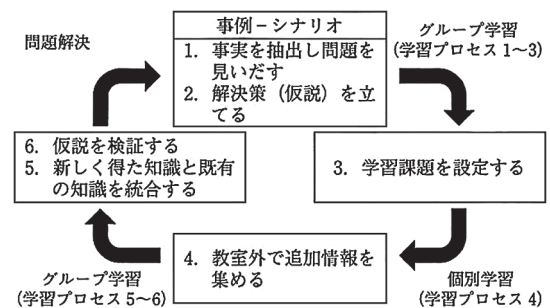 問題解決
事例－シナリオ
1. 事実を抽出し問題を
見いだす
2. 解決策（仮説）を立
てる
グループ学習
(学習プロセス 1～3)
3. 学習課題を設定する
個別学習
(学習プロセス 4)
4. 教室外で追加情報を
集める
グループ学習
(学習プロセス 5～6)
6. 仮説を検証する
5. 新しく得た知識と既有
の知識を統合する